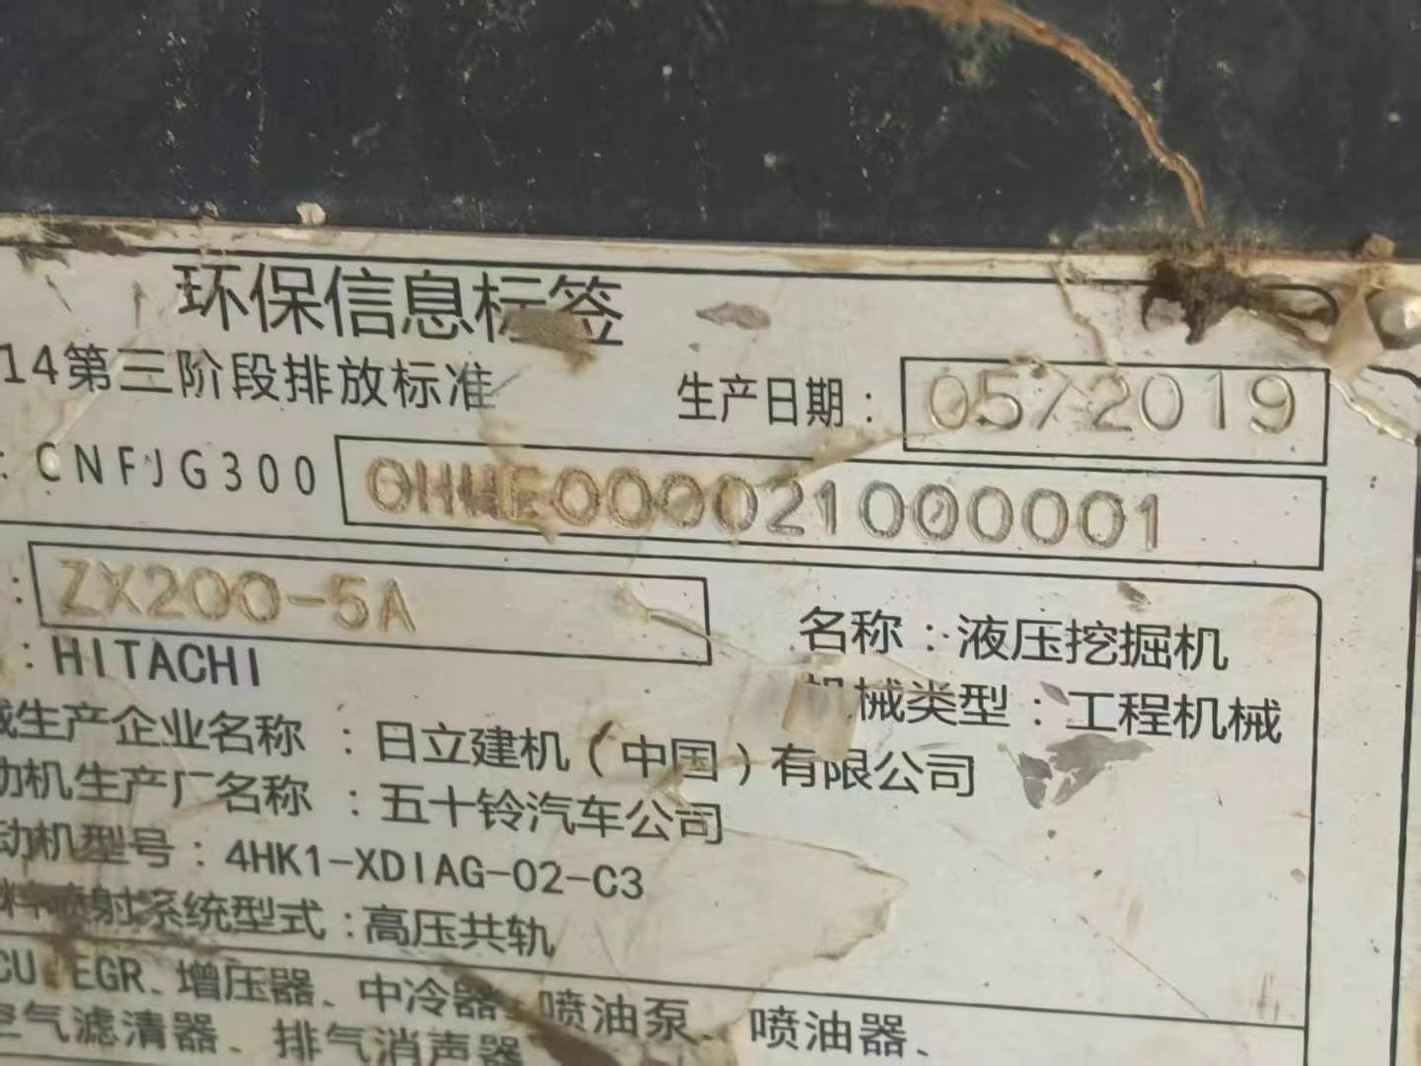 环保信息标签
14第三阶段排放标准
生产日期：05/2019
：CNFJG300 0HHE000021000001
：ZX200-5A
：HITACHI
名称：液压挖掘机
机械类型：工程机械
生产企业名称：日立建机（中国）有限公司
动机生产厂名称：五十铃汽车公司
动机型号：4HK1-XDIAG-02-C3
料喷射系统型式：高压共轨
CU、EGR、增压器、中冷器、喷油泵、喷油器、
空气滤清器、排气消声器